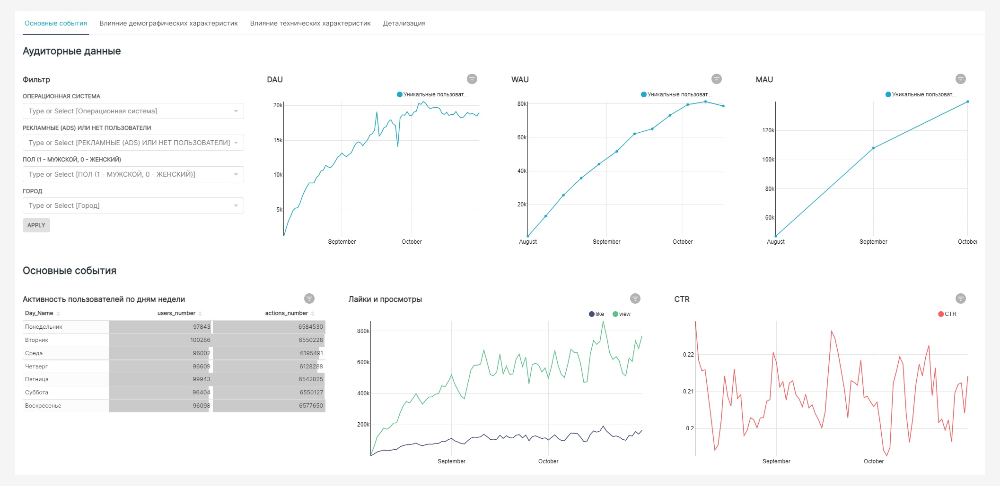 Основные события Влияние демографических характеристик Влияние технических характеристик Детализация
Аудиторные данные
Фильтр
ОПЕРАЦИОННАЯ СИСТЕМА
Type or Select [Операционная система]
РЕКЛАМНЫЕ (ADS) ИЛИ НЕТ ПОЛЬЗОВАТЕЛИ
Type or Select [РЕКЛАМНЫЕ (ADS) ИЛИ НЕТ ПОЛЬЗОВАТЕЛИ]
ПОЛ (1 - МУЖСКОЙ, 0 - ЖЕНСКИЙ)
Type or Select [ПОЛ (1 - МУЖСКОЙ, 0 - ЖЕНСКИЙ)]
ГОРОД
Type or Select [Город]
APPLY
DAU
Уникальные пользоват...
20k
15k
10k
5k
September October
WAU
Уникальные пользоват...
80k
60k
40k
20k
August September October
MAU
Уникальные пользоват...
120k
100k
80k
60k
August September October
Основные события
Активность пользователей по дням недели
Day_Name users_number actions_number
Понедельник 97843 6584530
Вторник 100286 6550228
Среда 96002 6195491
Четверг 96609 6128288
Пятница 99943 6542825
Суббота 96404 6550127
Воскресенье 96098 6577650
Лайки и просмотры
like view
800k
600k
400k
200k
September October
CTR
CTR
0.22
0.21
0.2
September October